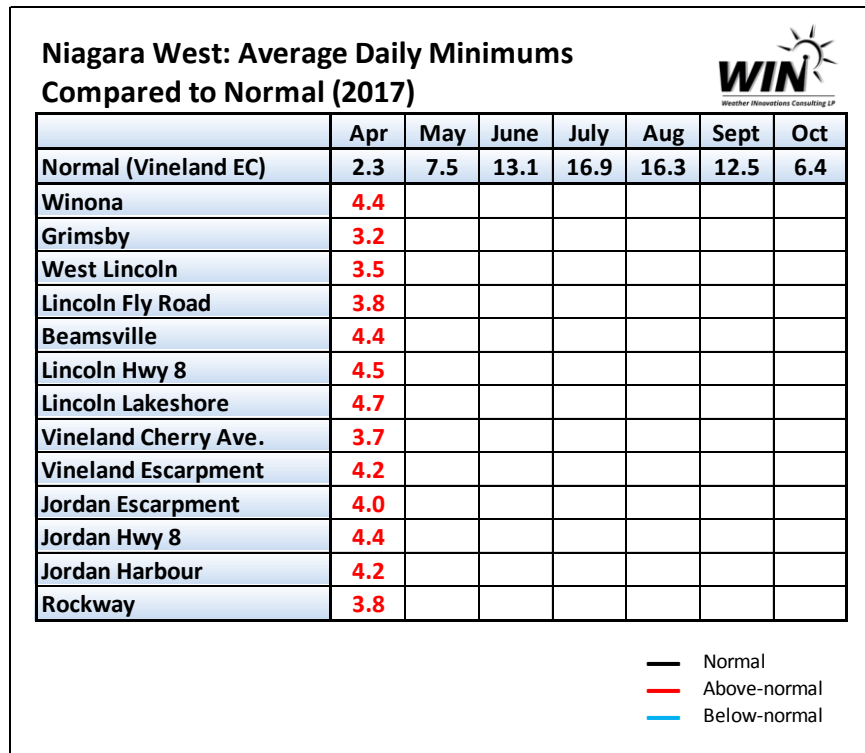 Niagara West: Average Daily Minimums
Compared to Normal (2017)
WIN
Weather INnovations Consulting LP
Apr May June July Aug Sept Oct
Normal (Vineland EC) 2.3 7.5 13.1 16.9 16.3 12.5 6.4
Winona 4.4
Grimsby 3.2
West Lincoln 3.5
Lincoln Fly Road 3.8
Beamsville 4.4
Lincoln Hwy 8 4.5
Lincoln Lakeshore 4.7
Vineland Cherry Ave. 3.7
Vineland Escarpment 4.2
Jordan Escarpment 4.0
Jordan Hwy 8 4.4
Jordan Harbour 4.2
Rockway 3.8
Normal
Above-normal
Below-normal